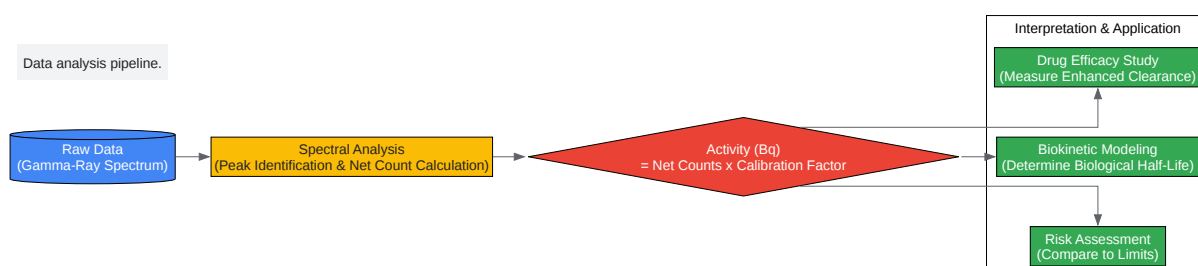 Data analysis pipeline.
Raw Data
(Gamma-Ray Spectrum)
Spectral Analysis
(Peak Identification & Net Count Calculation)
Activity (Bq)
= Net Counts x Calibration Factor
Interpretation & Application
Drug Efficacy Study
(Measure Enhanced Clearance)
Biokinetic Modeling
(Determine Biological Half-Life)
Risk Assessment
(Compare to Limits)